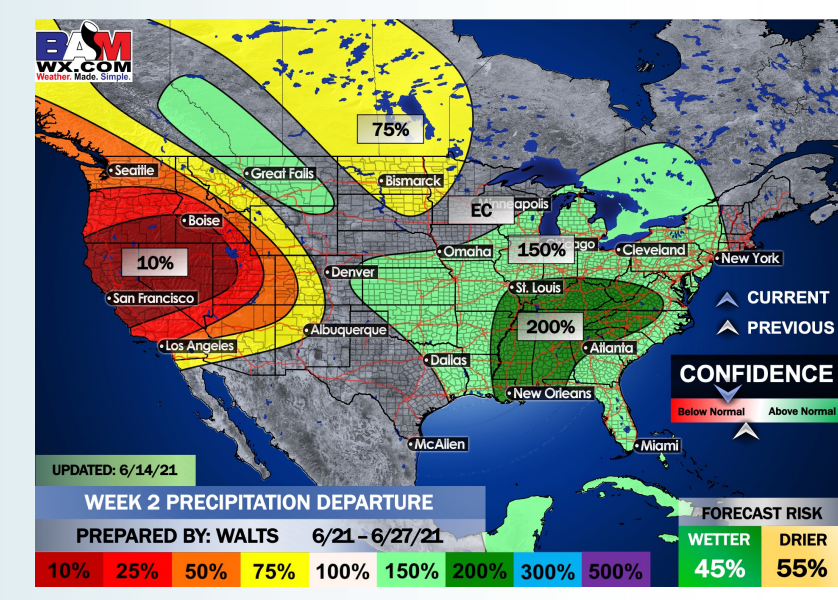 BAM
WX.COM
Weather. Made. Simple.
75%
Seattle
Great Falls
Bismarck
EC
neapolis
Boise
10%
Omaha
150%
cago
Cleveland
New York
Denver
San Francisco
St. Louis
CURRENT
200%
PREVIOUS
Albuquerque
Los Angeles
Atlanta
Dallas
CONFIDENCE
New Orleans
Below Normal
Above Normal
McAllen
Miami
UPDATED: 6/14/21
WEEK 2 PRECIPITATION DEPARTURE
PREPARED BY: WALTS 6/21 – 6/27/21
FORECAST RISK
WETTER DRIER
45% 55%
10% 25% 50% 75% 100% 150% 200% 300% 500%